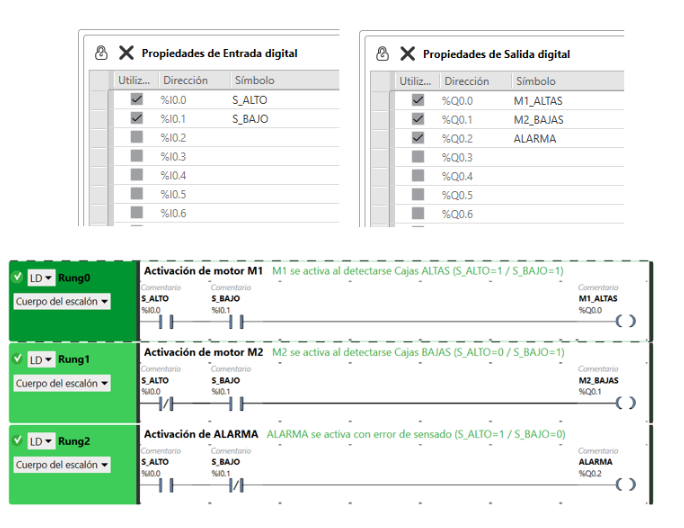 Propiedades de Entrada digital
Utiliz... Dirección Símbolo
%I0.0 S_ALTO
%I0.1 S_BAJO
%I0.2
%I0.3
%I0.4
%I0.5
%I0.6
Propiedades de Salida digital
Utiliz... Dirección Símbolo
%Q0.0 M1_ALTAS
%Q0.1 M2_BAJAS
%Q0.2 ALARMA
%Q0.3
%Q0.4
%Q0.5
%Q0.6
LD Rung0
Cuerpo del escalón
Activación de motor M1 M1 se activa al detectarse Cajas ALTAS (S_ALTO=1 / S_BAJO=1)
Comentario Comentario Comentario
S_ALTO S_BAJO M1_ALTAS
%I0.0 %I0.1 %Q0.0
LD Rung1
Cuerpo del escalón
Activación de motor M2 M2 se activa al detectarse Cajas BAJAS (S_ALTO=0 / S_BAJO=1)
Comentario Comentario Comentario
S_ALTO S_BAJO M2_BAJAS
%I0.0 %I0.1 %Q0.1
LD Rung2
Cuerpo del escalón
Activación de ALARMA ALARMA se activa con error de sensado (S_ALTO=1 / S_BAJO=0)
Comentario Comentario Comentario
S_ALTO S_BAJO ALARMA
%I0.0 %I0.1 %Q0.2